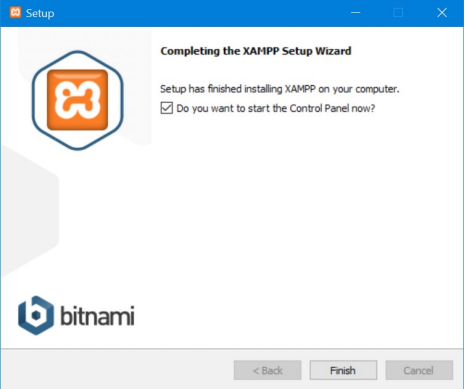 Setup
Completing the XAMPP Setup Wizard
Setup has finished installing XAMPP on your computer.
Do you want to start the Control Panel now?
bitnami
< Back
Finish
Cancel